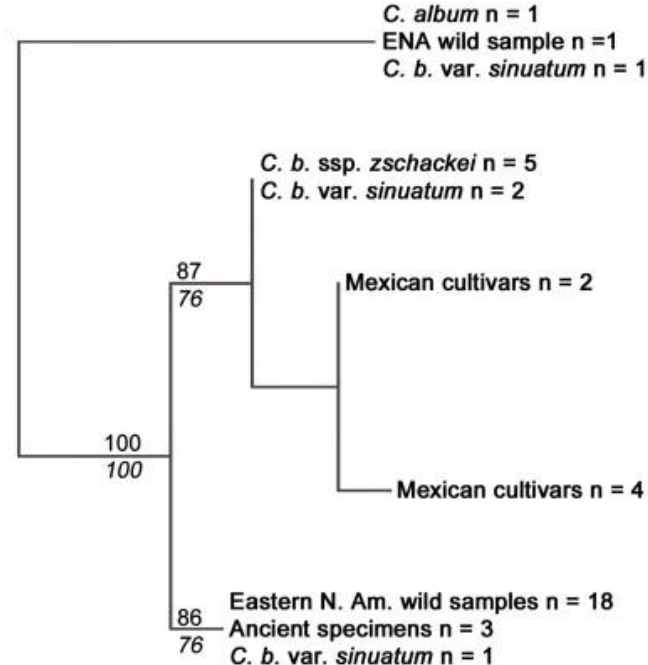 C. album n = 1
ENA wild sample n =1
C. b. var. sinuatum n = 1
C. b. ssp. zschackei n = 5
C. b. var. sinuatum n = 2
87
76
Mexican cultivars n = 2
100
100
Mexican cultivars n = 4
86
76
Eastern N. Am. wild samples n = 18
Ancient specimens n = 3
C. b. var. sinuatum n = 1